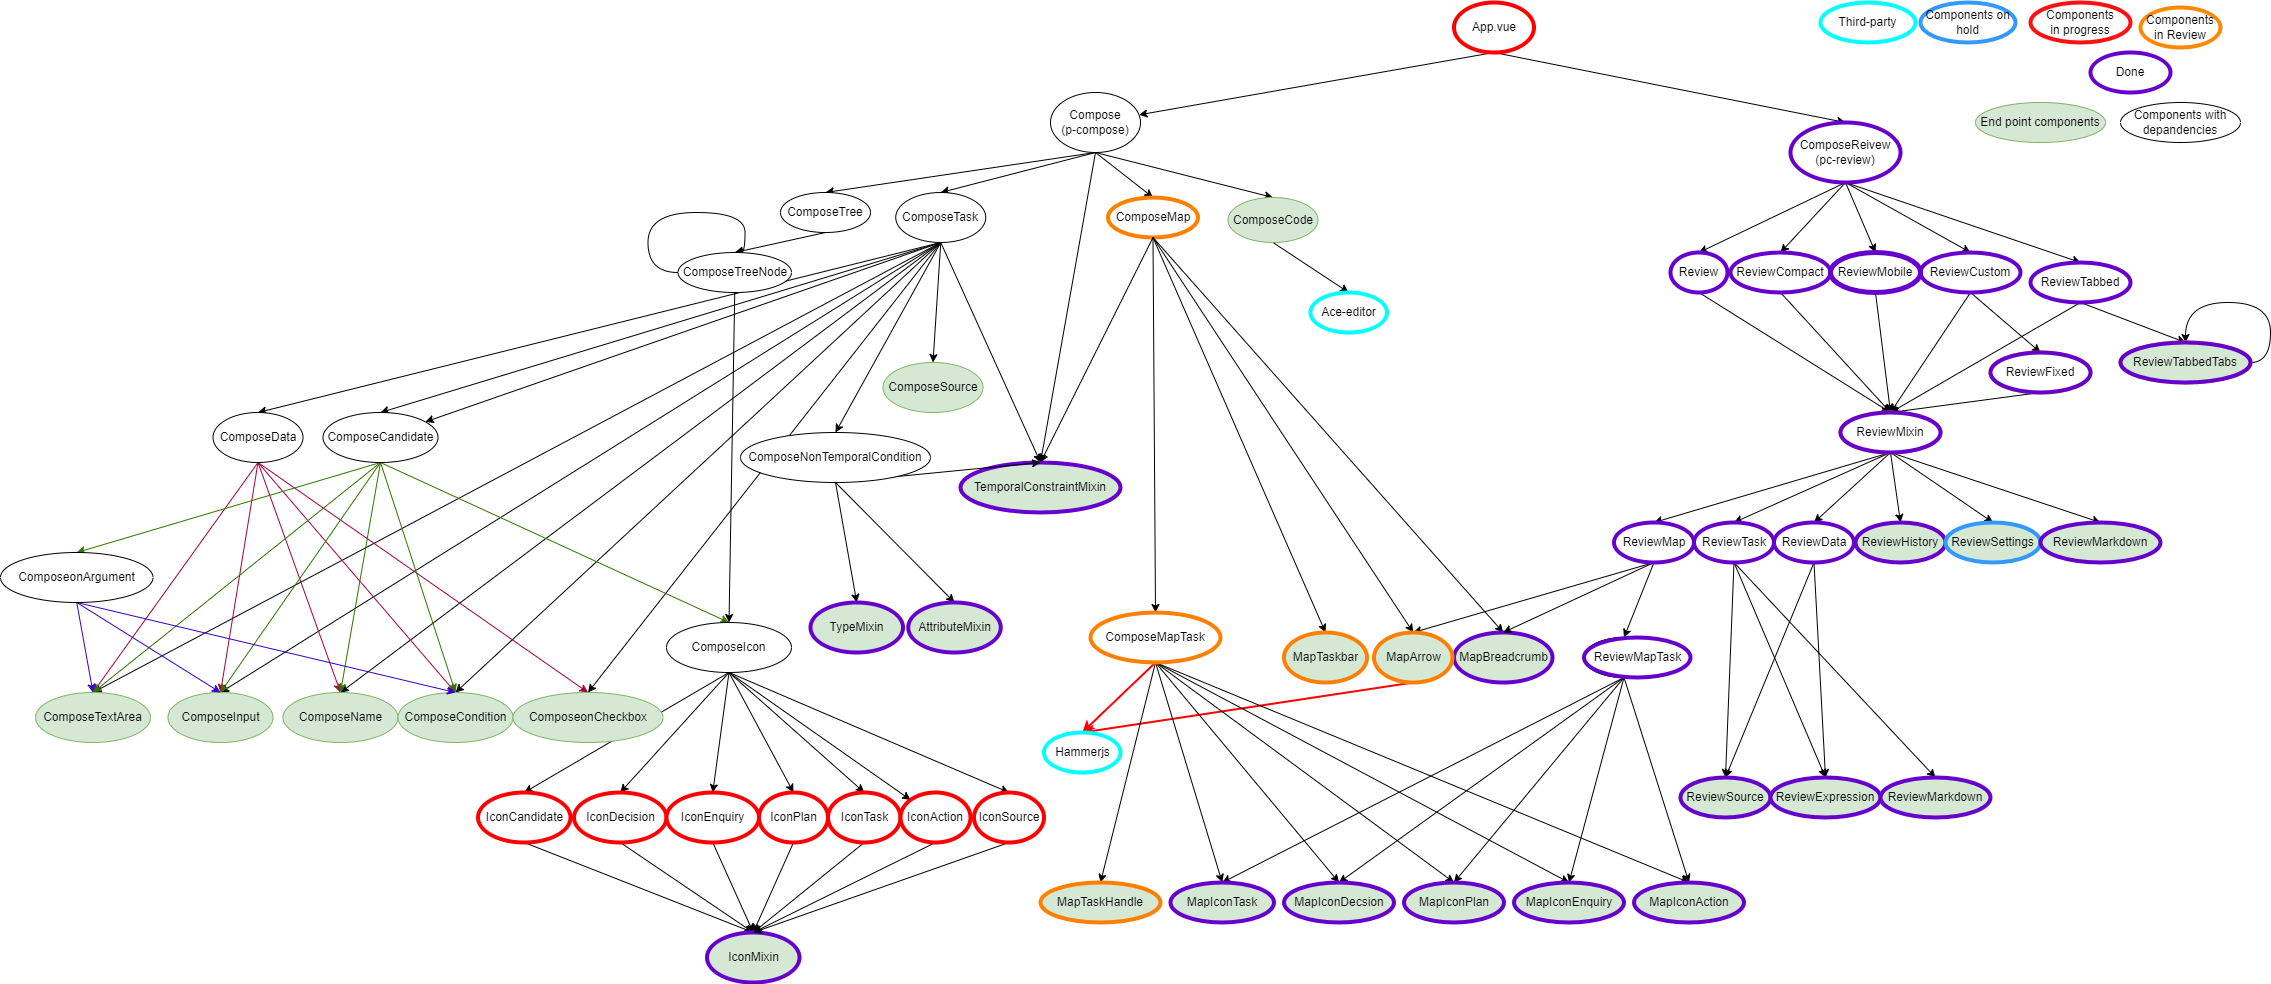 App.vue
Third-party
Components on
hold
Components
in progress
Components
in Review
Done
End point components
Components with
depandencies
Compose
(p-compose)
ComposeReivew
(pc-review)
ComposeTree
ComposeTask
ComposeMap
ComposeCode
ComposeTreeNode
Review
ReviewCompact
ReviewMobile
ReviewCustom
ReviewTabbed
Ace-editor
ReviewFixed
ReviewTabbedTabs
ComposeSource
ComposeData
ComposeCandidate
ReviewMixin
ComposeNonTemporalCondition
TemporalConstraintMixin
ReviewMap
ReviewTask
ReviewData
ReviewHistory
ReviewSettings
ReviewMarkdown
ComposeonArgument
TypeMixin
AttributeMixin
ComposeIcon
ComposeMapTask
MapTaskbar
MapArrow
MapBreadcrumb
ReviewMapTask
ComposeTextArea
ComposeInput
ComposeName
ComposeCondition
ComposeonCheckbox
Hammerjs
ReviewSource
ReviewExpression
ReviewMarkdown
IconCandidate
IconDecision
IconEnquiry
IconPlan
IconTask
IconAction
IconSource
MapTaskHandle
MapIconTask
MapIconDecsion
MapIconPlan
MapIconEnquiry
MapIconAction
IconMixin